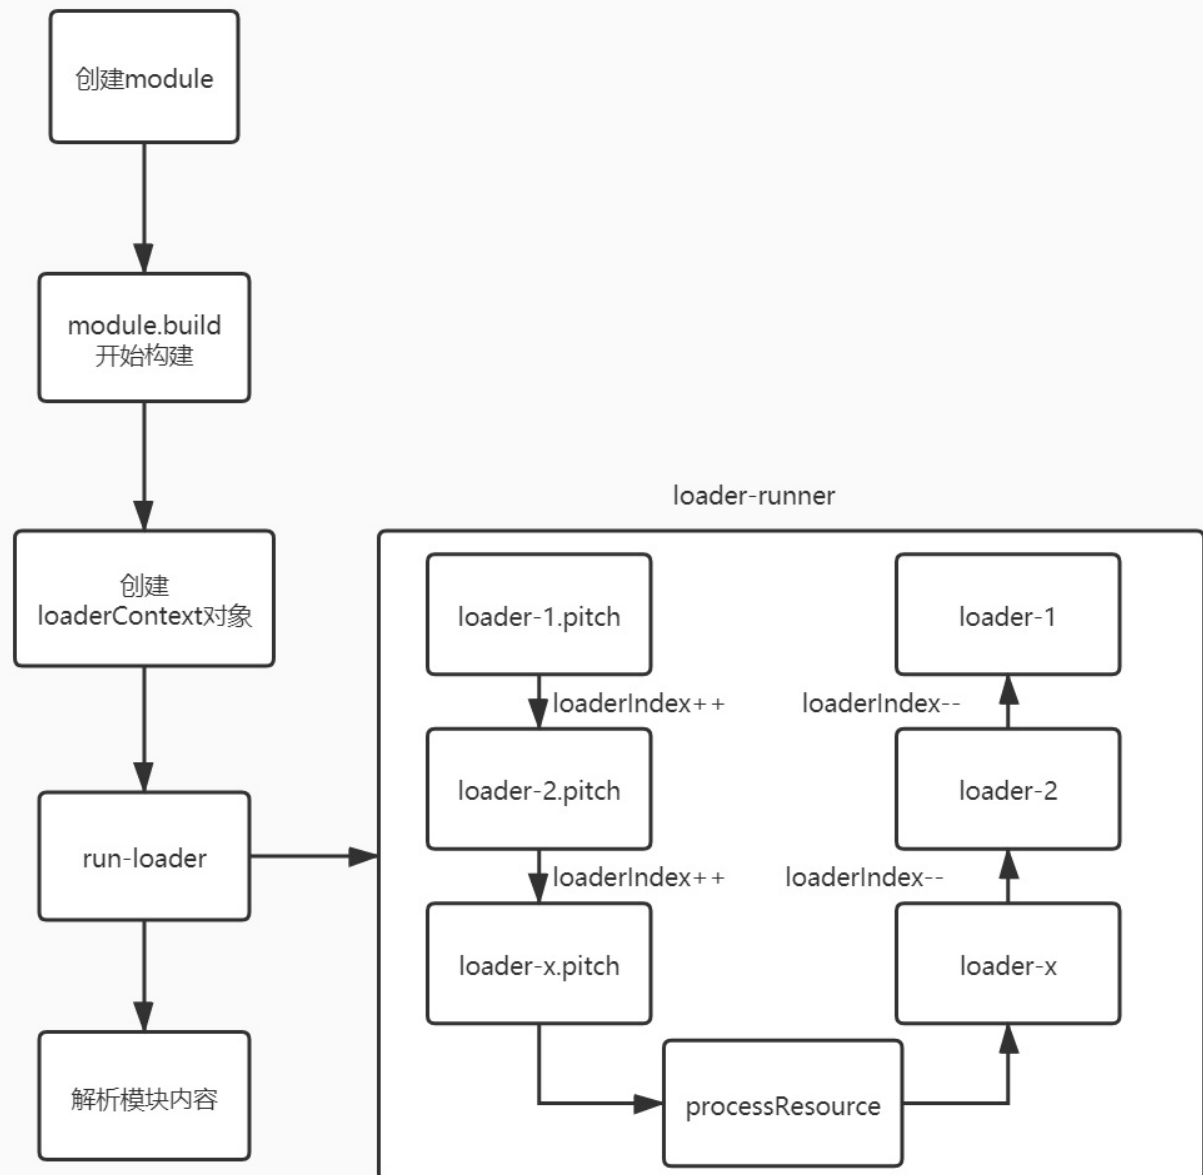 创建module
module.build
开始构建
创建
loaderContext对象
run-loader
解析模块内容
loader-runner
loader-1.pitch
loaderIndex++
loader-2.pitch
loaderIndex++
loader-x.pitch
processResource
loader-x
loaderIndex--
loader-2
loaderIndex--
loader-1